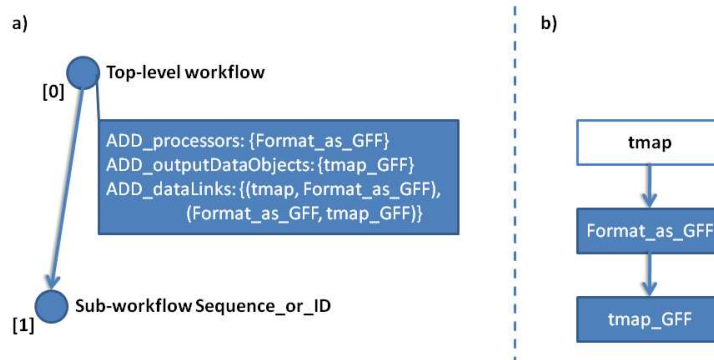 a)
Top-level workflow
[0]
ADD_processors: {Format_as_GFF}
ADD_outputDataObjects: {tmap_GFF}
ADD_dataLinks: {(tmap, Format_as_GFF),
(Format_as_GFF, tmap_GFF)}
Sub-workflow Sequence_or_ID
[1]
b)
tmap
Format_as_GFF
tmap_GFF